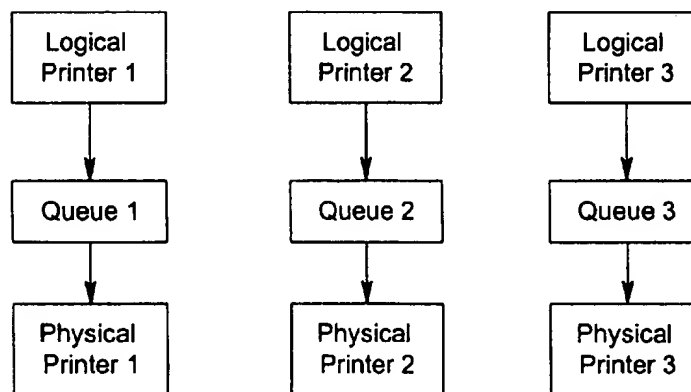 Logical
Printer 1
Logical
Printer 2
Logical
Printer 3
Queue 1
Queue 2
Queue 3
Physical
Printer 1
Physical
Printer 2
Physical
Printer 3